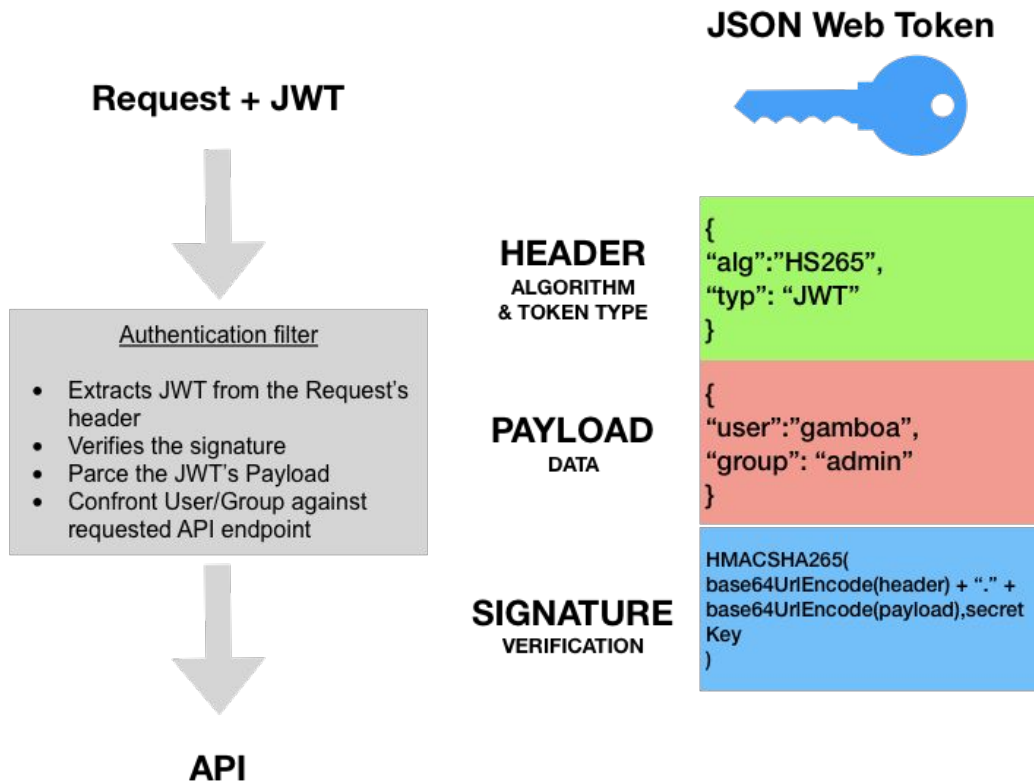 JSON Web Token
Request + JWT
Authentication filter
• Extracts JWT from the Request's
header
• Verifies the signature
• Parce the JWT's Payload
• Confront User/Group against
requested API endpoint
API
HEADER
ALGORITHM
& TOKEN TYPE
{
“alg”:”HS265”,
“typ”: “JWT”
}
PAYLOAD
DATA
{
“user”:”gamboa”,
“group”: “admin”
}
SIGNATURE
VERIFICATION
HMACSHA265(
base64UrlEncode(header) + “.” +
base64UrlEncode(payload),secret
Key
)